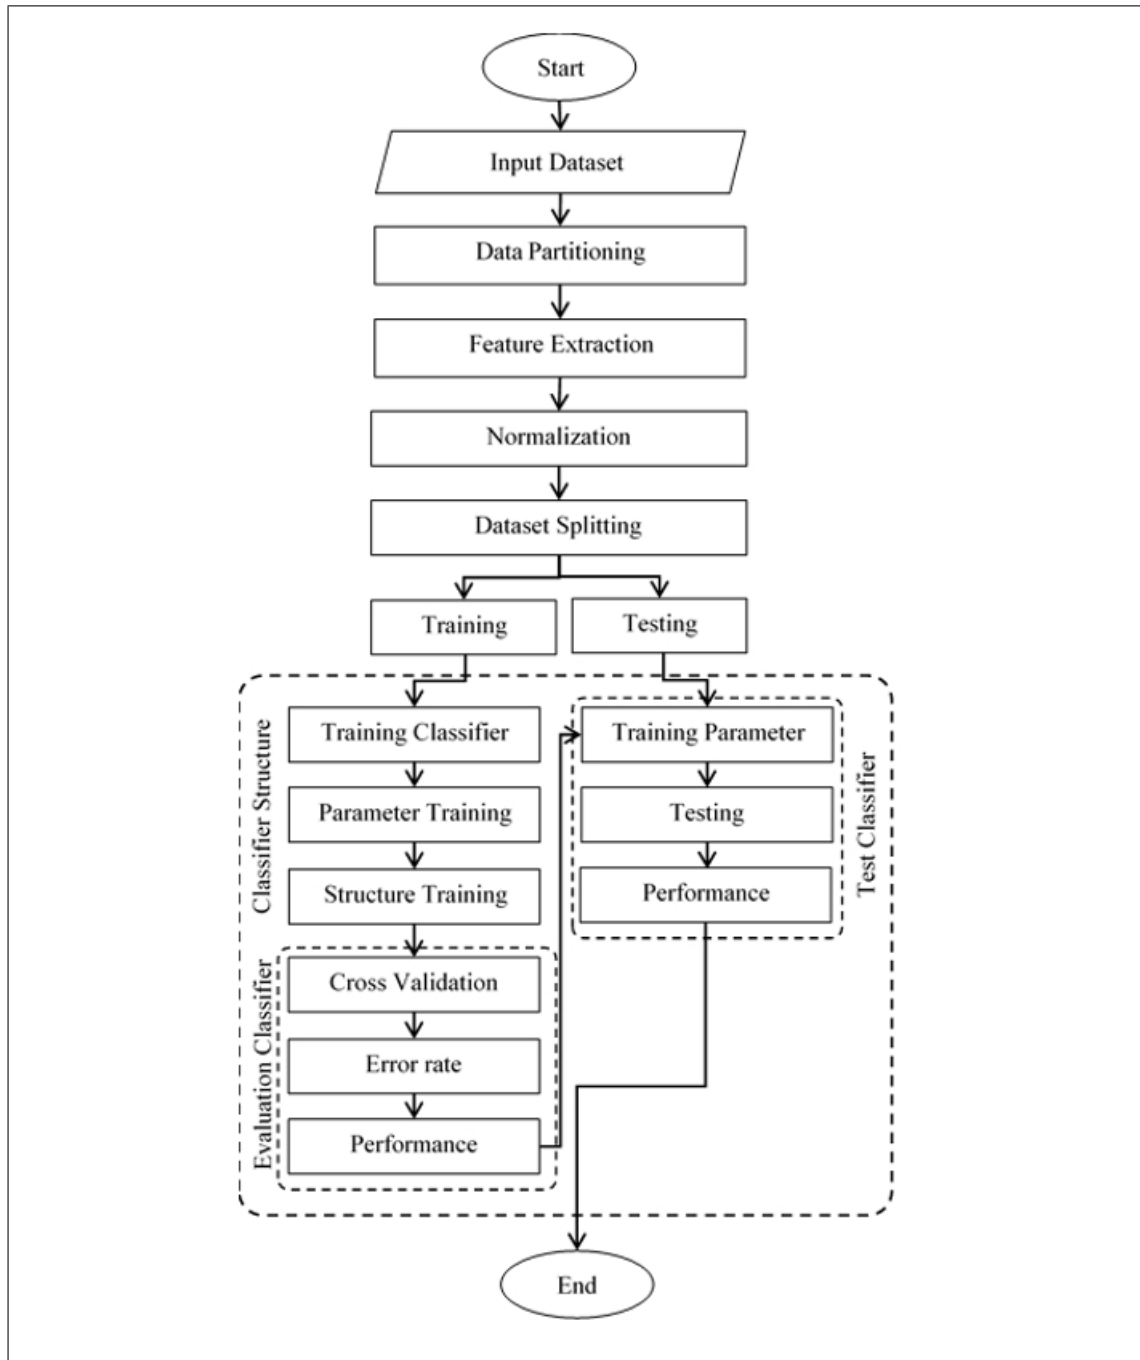 Start
Input Dataset
Data Partitioning
Feature Extraction
Normalization
Dataset Splitting
Training
Testing
Classifier Structure
Training Classifier
Parameter Training
Structure Training
Evaluation Classifier
Cross Validation
Error rate
Performance
Training Parameter
Testing
Performance
Test Classifier
End